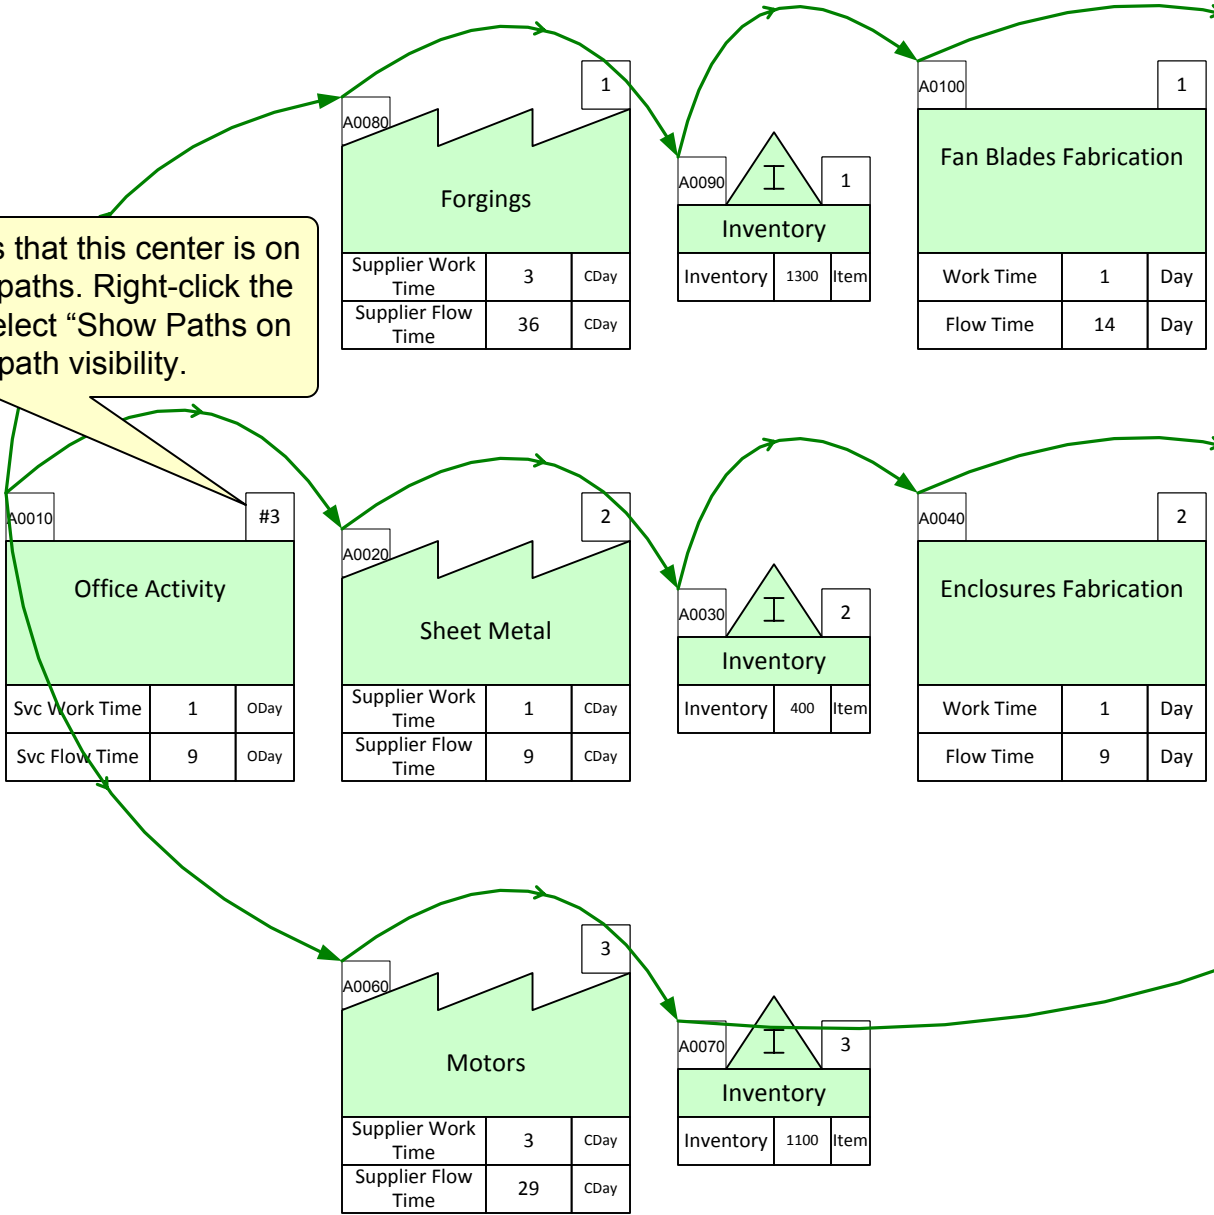 1
A0080
Forgings
Supplier Work
Time
3
CDay
Supplier Flow
Time
36
CDay
A0090
1
Inventory
Inventory
1300
Item
A0100
1
Fan Blades Fabrication
Work Time
1
Day
Flow Time
14
Day
s that this center is on
paths. Right-click the
elect “Show Paths on
path visibility.
A0010
#3
Office Activity
Svc Work Time
1
ODay
Svc Flow Time
9
ODay
A0020
2
Sheet Metal
Supplier Work
Time
1
CDay
Supplier Flow
Time
9
CDay
A0030
2
Inventory
Inventory
400
Item
A0040
2
Enclosures Fabrication
Work Time
1
Day
Flow Time
9
Day
A0060
3
Motors
Supplier Work
Time
3
CDay
Supplier Flow
Time
29
CDay
A0070
3
Inventory
Inventory
1100
Item